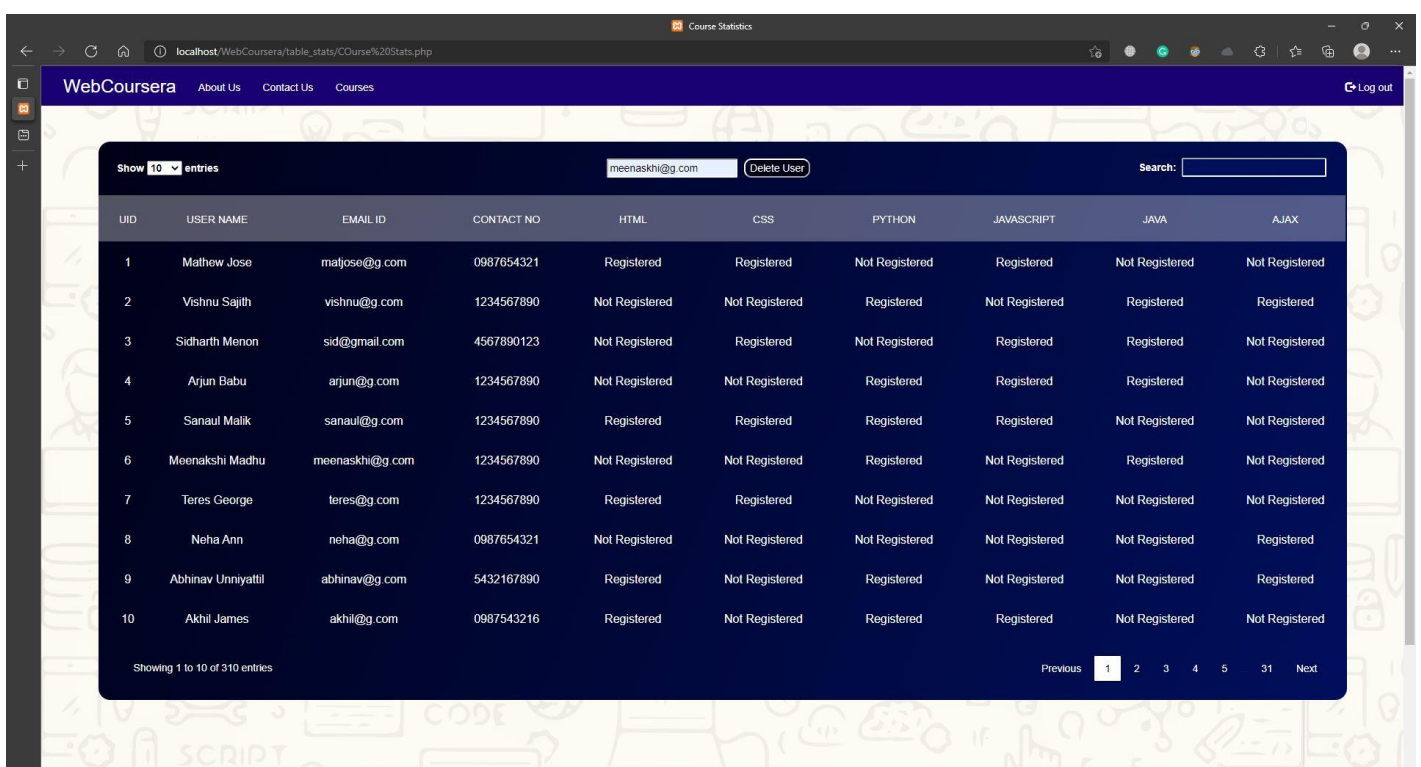 Course Statistics
localhost/WebCoursera/table_stats/COurse%20Stats.php
WebCoursera About Us Contact Us Courses Log out
Show 10 entries meenaskhi@g.com Delete User Search:
UID USER NAME EMAIL ID CONTACT NO HTML CSS PYTHON JAVASCRIPT JAVA AJAX
1 Mathew Jose matjose@g.com 0987654321 Registered Registered Not Registered Registered Not Registered Not Registered
2 Vishnu Sajith vishnu@g.com 1234567890 Not Registered Not Registered Registered Not Registered Registered Registered
3 Sidharth Menon sid@gmail.com 4567890123 Not Registered Registered Not Registered Registered Registered Not Registered
4 Arjun Babu arjun@g.com 1234567890 Not Registered Not Registered Registered Registered Registered Not Registered
5 Sanaul Malik sanaul@g.com 1234567890 Registered Registered Registered Registered Not Registered Not Registered
6 Meenakshi Madhu meenaskhi@g.com 1234567890 Not Registered Not Registered Registered Not Registered Registered Not Registered
7 Teres George teres@g.com 1234567890 Registered Registered Not Registered Not Registered Not Registered Not Registered
8 Neha Ann neha@g.com 0987654321 Not Registered Not Registered Not Registered Not Registered Not Registered Registered
9 Abhinav Unniyattil abhinav@g.com 5432167890 Registered Not Registered Registered Not Registered Not Registered Registered
10 Akhil James akhil@g.com 0987543216 Registered Not Registered Registered Registered Not Registered Not Registered
Showing 1 to 10 of 310 entries Previous 1 2 3 4 5 … 31 Next
CODE
SCRIPT IF